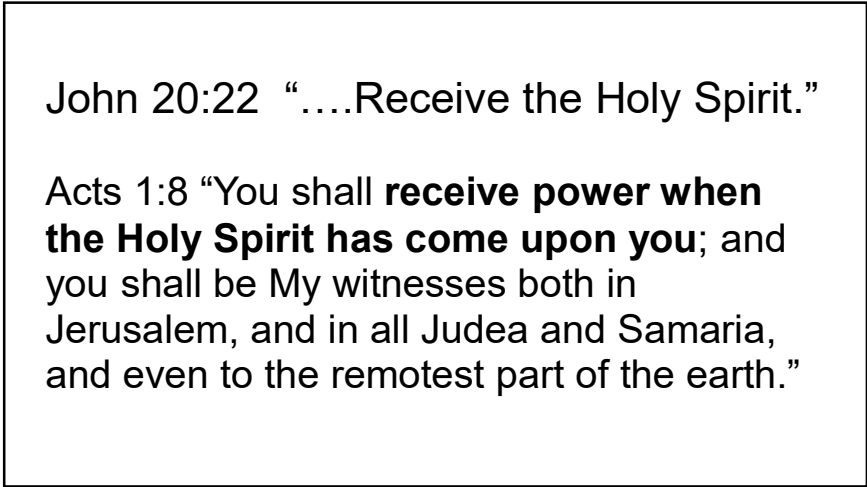 John 20:22  “….Receive the Holy Spirit.”
Acts 1:8 “You shall receive power when
the Holy Spirit has come upon you; and
you shall be My witnesses both in
Jerusalem, and in all Judea and Samaria,
and even to the remotest part of the earth.”